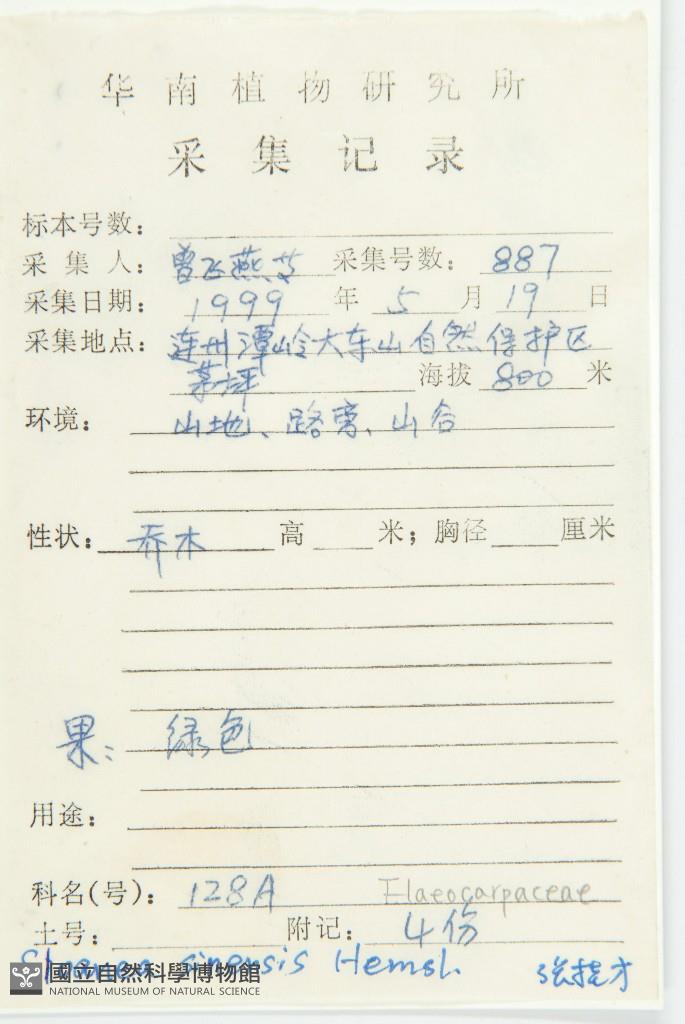 华南植物研究所
采集记录
标本号数:
采集人: 曾飞燕等 采集号数: 887
采集日期: 1999 年 5 月 19 日
采集地点: 连州潭岭大东山自然保护区
茅坪 海拔 800 米
环境: 山地、路旁、山谷
性状: 乔木 高 米; 胸径 厘米
果: 绿色
用途:
科名(号): 128A Elaeocarpaceae
土号: 附记: 4份
sinensis Hemsl.
國立自然科學博物館
NATIONAL MUSEUM OF NATURAL SCIENCE